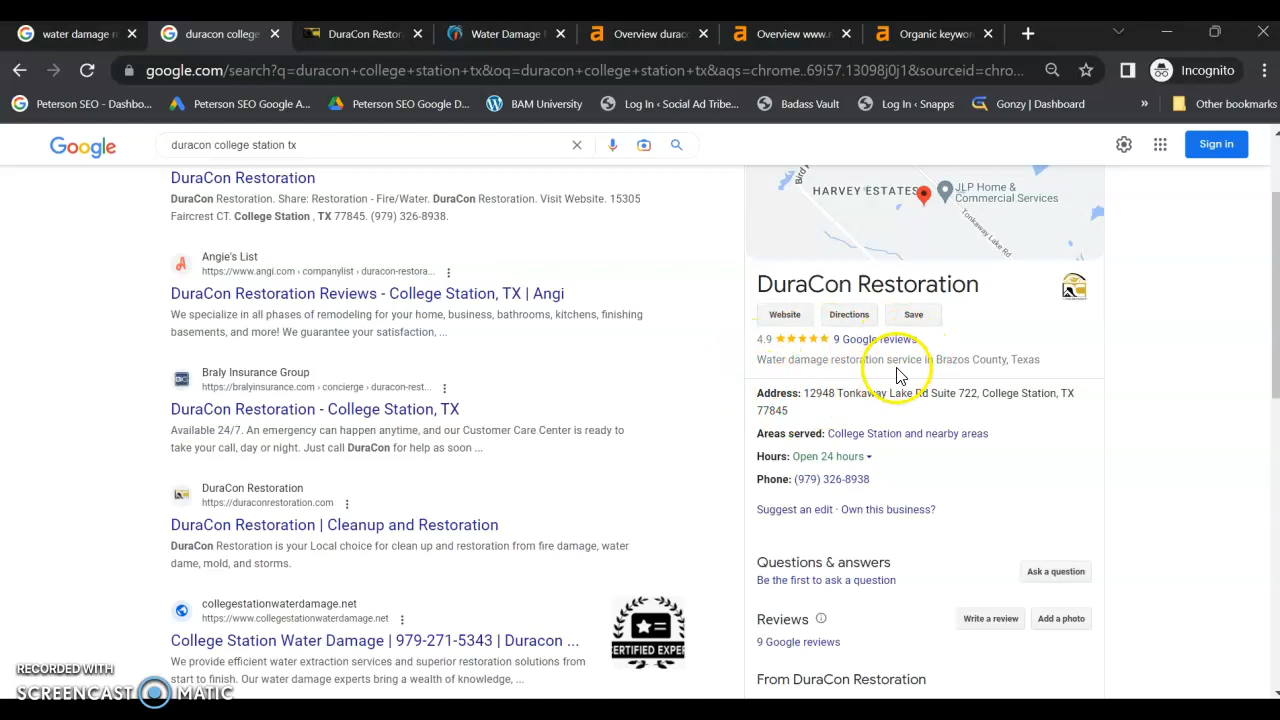 water damage r
duracon college
DuraCon Restor
Water Damage
Overview durac
Overview www.r
Organic keywor
google.com/search?q=duracon+college+station+tx&oq=duracon+college+station+tx&aqs=chrome..69i57.13098j0j1&sourceid=chro...
Incognito
Peterson SEO - Dashbo...
Peterson SEO Google A...
Peterson SEO Google D...
BAM University
Log In ‹ Social Ad Tribe...
Badass Vault
Log In ‹ Snapps
Gonzy | Dashboard
Other bookmarks
Google
duracon college station tx
Sign in
DuraCon Restoration
DuraCon Restoration. Share: Restoration - Fire/Water. DuraCon Restoration. Visit Website. 15305
Faircrest CT. College Station , TX 77845. (979) 326-8938.
Angie's List
https://www.angi.com › companylist › duracon-restora...
DuraCon Restoration Reviews - College Station, TX | Angi
We specialize in all phases of remodeling for your home, business, bathrooms, kitchens, finishing
basements, and more! We guarantee your satisfaction, ...
Braly Insurance Group
https://bralyinsurance.com › concierge › duracon-rest...
DuraCon Restoration - College Station, TX
Available 24/7. An emergency can happen anytime, and our Customer Care Center is ready to
take your call, day or night. Just call DuraCon for help as soon ...
DuraCon Restoration
https://duraconrestoration.com
DuraCon Restoration | Cleanup and Restoration
DuraCon Restoration is your Local choice for clean up and restoration from fire damage, water
dame, mold, and storms.
collegestationwaterdamage.net
https://www.collegestationwaterdamage.net
College Station Water Damage | 979-271-5343 | Duracon ...
We provide efficient water extraction services and superior restoration solutions from
start to finish. Our water damage experts bring a wealth of knowledge, ...
CERTIFIED EXPER
Bird
HARVEY ESTATES
JLP Home &
Commercial Services
Tonkaway Lake Rd
DuraCon Restoration
Website
Directions
Save
4.9 ★★★★★ 9 Google reviews
Water damage restoration service in Brazos County, Texas
Address: 12948 Tonkaway Lake Rd Suite 722, College Station, TX
77845
Areas served: College Station and nearby areas
Hours: Open 24 hours
Phone: (979) 326-8938
Suggest an edit · Own this business?
Questions & answers
Be the first to ask a question
Ask a question
Reviews
Write a review
Add a photo
9 Google reviews
From DuraCon Restoration
RECORDED WITH
SCREENCAST MATIC